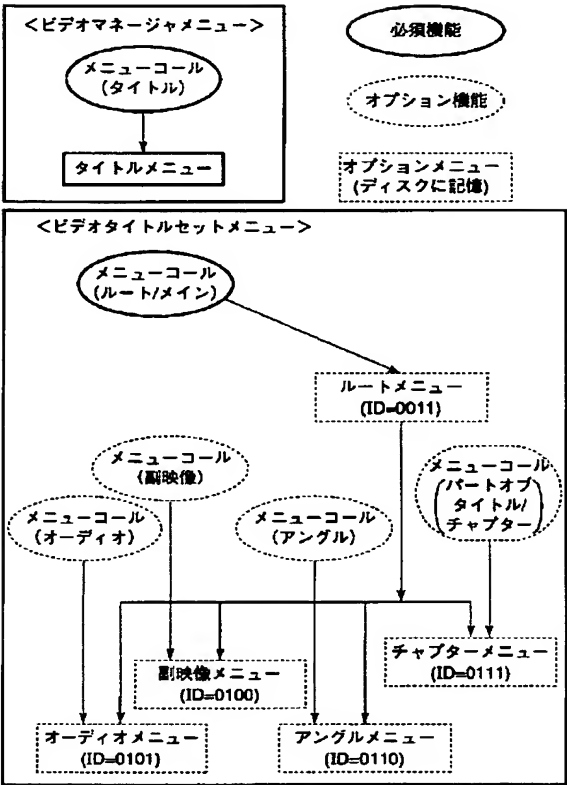 ＜ビデオマネージャメニュー＞
メニューコール
(タイトル)
タイトルメニュー
必須機能
オプション機能
オプションメニュー
(ディスクに記憶)
＜ビデオタイトルセットメニュー＞
メニューコール
(ルート/メイン)
ルートメニュー
(ID=0011)
メニューコール
(副映像)
メニューコール
(オーディオ)
メニューコール
(アングル)
メニューコール
(パートオブ
タイトル/
チャプター)
チャプターメニュー
(ID=0111)
副映像メニュー
(ID=0100)
オーディオメニュー
(ID=0101)
アングルメニュー
(ID=0110)